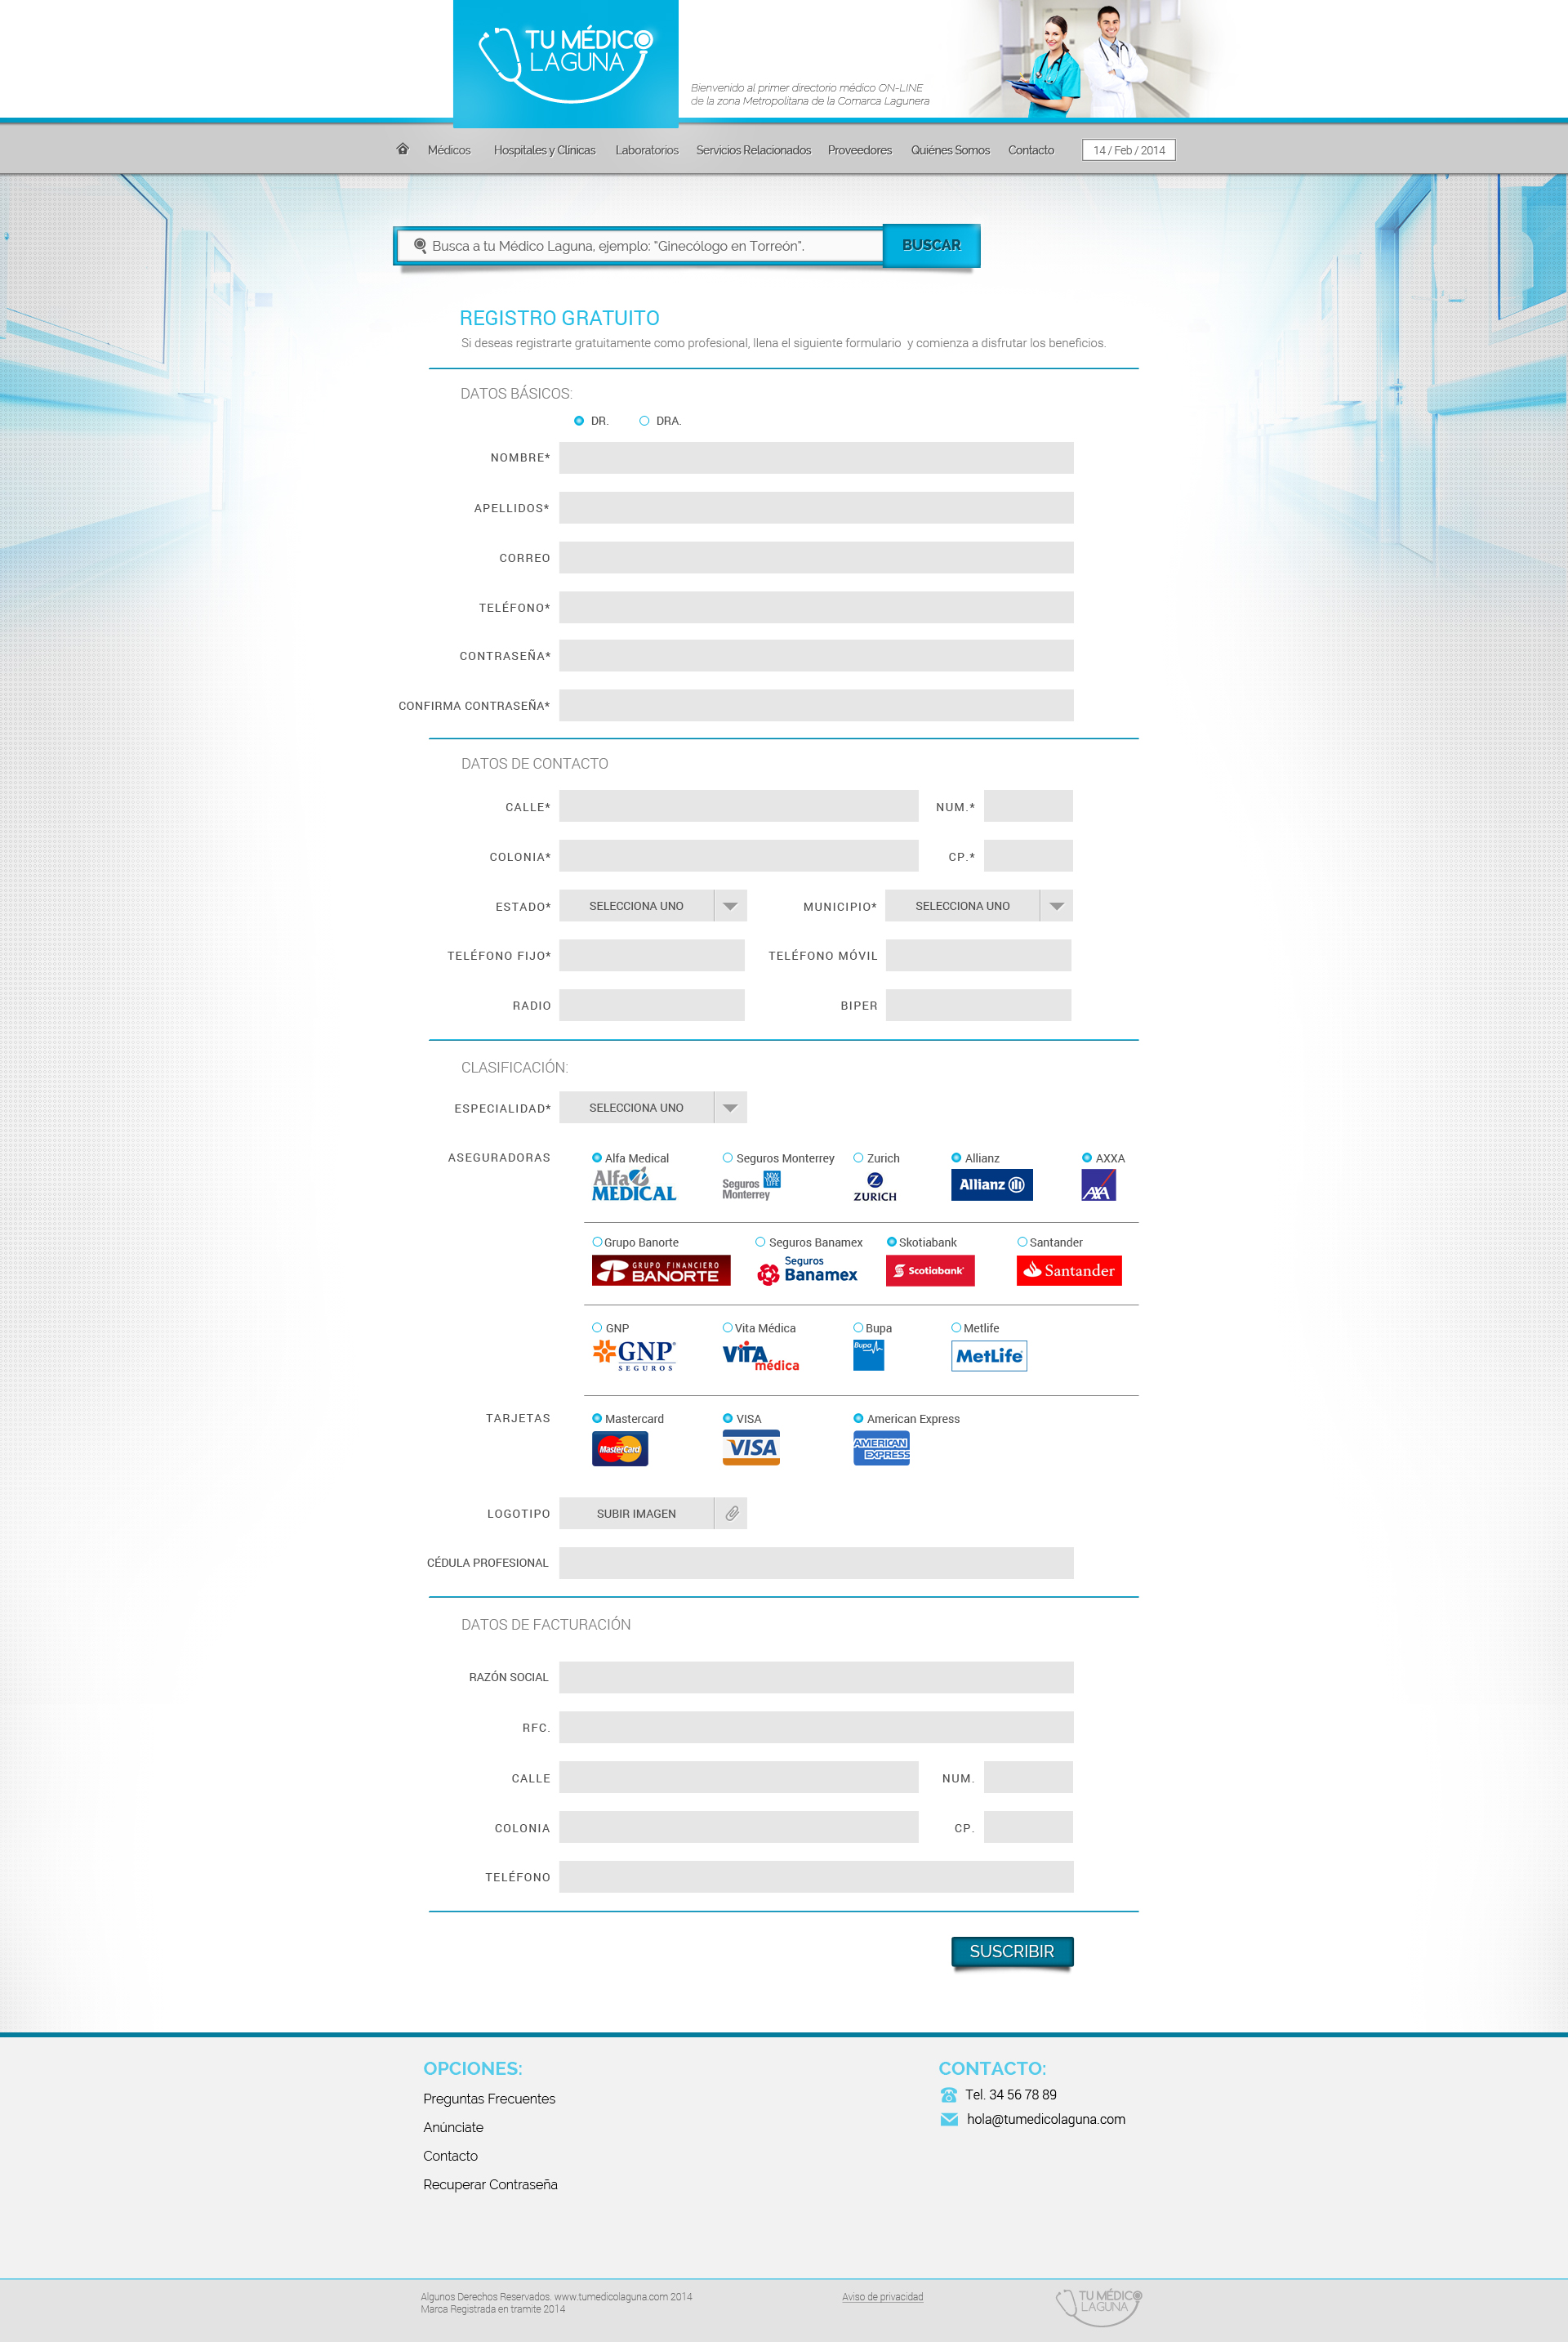 TU MÉDICO
LAGUNA
Bienvenido al primer directorio médico ON-LINE
de la zona Metropolitana de la Comarca Lagunera
Médicos Hospitales y Clínicas Laboratorios Servicios Relacionados Proveedores Quiénes Somos Contacto 14 / Feb / 2014
Busca a tu Médico Laguna, ejemplo: "Ginecólogo en Torreón". BUSCAR
REGISTRO GRATUITO
Si deseas registrarte gratuitamente como profesional, llena el siguiente formulario y comienza a disfrutar los beneficios.
DATOS BÁSICOS:
DR. DRA.
NOMBRE*
APELLIDOS*
CORREO
TELÉFONO*
CONTRASEÑA*
CONFIRMA CONTRASEÑA*
DATOS DE CONTACTO
CALLE* NUM.*
COLONIA* CP.*
ESTADO* SELECCIONA UNO MUNICIPIO* SELECCIONA UNO
TELÉFONO FIJO* TELÉFONO MÓVIL
RADIO BIPER
CLASIFICACIÓN:
ESPECIALIDAD* SELECCIONA UNO
ASEGURADORAS Alfa Medical Seguros Monterrey Zurich Allianz AXXA
Alfa MEDICAL Seguros Monterrey NEW YORK LIFE ZURICH Allianz AXA
Grupo Banorte Seguros Banamex Skotiabank Santander
GRUPO FINANCIERO BANORTE Seguros Banamex Scotiabank Santander
GNP Vita Médica Bupa Metlife
GNP SEGUROS VITA médica Bupa MetLife
TARJETAS Mastercard VISA American Express
MasterCard VISA AMERICAN EXPRESS
LOGOTIPO SUBIR IMAGEN
CÉDULA PROFESIONAL
DATOS DE FACTURACIÓN
RAZÓN SOCIAL
RFC.
CALLE NUM.
COLONIA CP.
TELÉFONO
SUSCRIBIR
OPCIONES: CONTACTO:
Preguntas Frecuentes Tel. 34 56 78 89
Anúnciate hola@tumedicolaguna.com
Contacto
Recuperar Contraseña
Algunos Derechos Reservados. www.tumedicolaguna.com 2014 Aviso de privacidad
Marca Registrada en tramite 2014
TU MÉDICO
LAGUNA